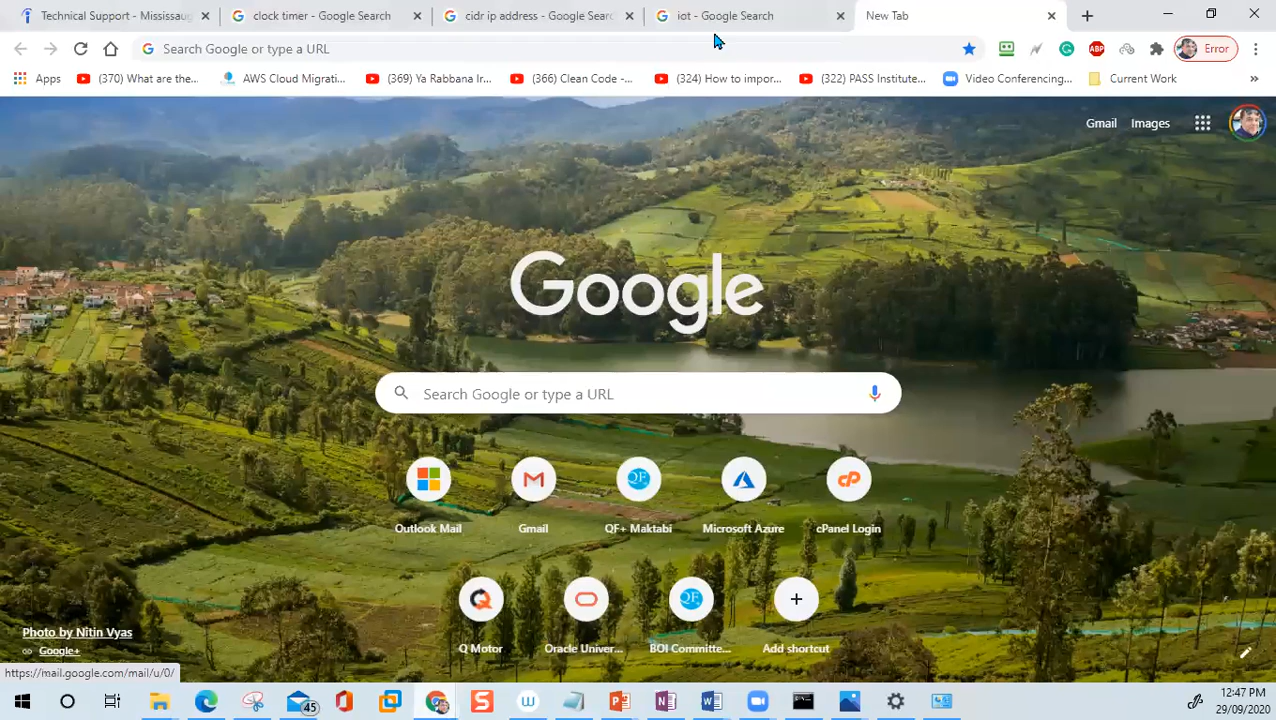 Technical Support - Mississaug
clock timer - Google Search
cidr ip address - Google Searc
iot - Google Search
New Tab
Search Google or type a URL
ABP
Error
Apps
(370) What are the...
AWS Cloud Migrati...
(369) Ya Rabbana Ir...
(366) Clean Code -...
(324) How to impor...
(322) PASS Institute...
Video Conferencing...
Current Work
»
Gmail
Images
Google
Search Google or type a URL
Outlook Mail
Gmail
QF+ Maktabi
Microsoft Azure
cPanel Login
Q Motor
Oracle Univer...
BOI Committe...
Add shortcut
Photo by Nitin Vyas
Google+
https://mail.google.com/mail/u/0/
45
12:47 PM
29/09/2020